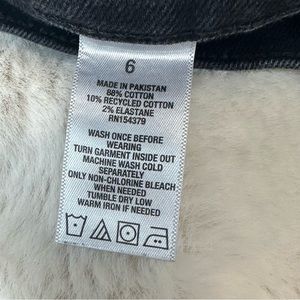 6
MADE IN PAKISTAN
88% COTTON
10% RECYCLED COTTON
2% ELASTANE
RN154379
WASH ONCE BEFORE
WEARING
TURN GARMENT INSIDE OUT
MACHINE WASH COLD
SEPARATELY
ONLY NON-CHLORINE BLEACH
WHEN NEEDED
TUMBLE DRY LOW
WARM IRON IF NEEDED